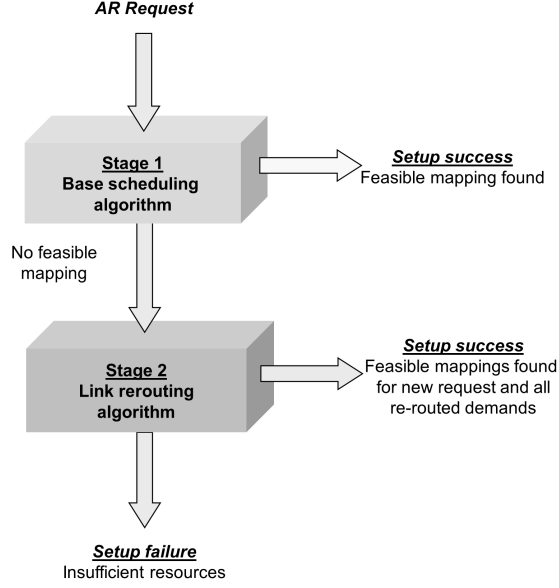 AR Request
Stage 1
Base scheduling
algorithm
Setup success
Feasible mapping found
No feasible
mapping
Stage 2
Link rerouting
algorithm
Setup success
Feasible mappings found
for new request and all
re-routed demands
Setup failure
Insufficient resources